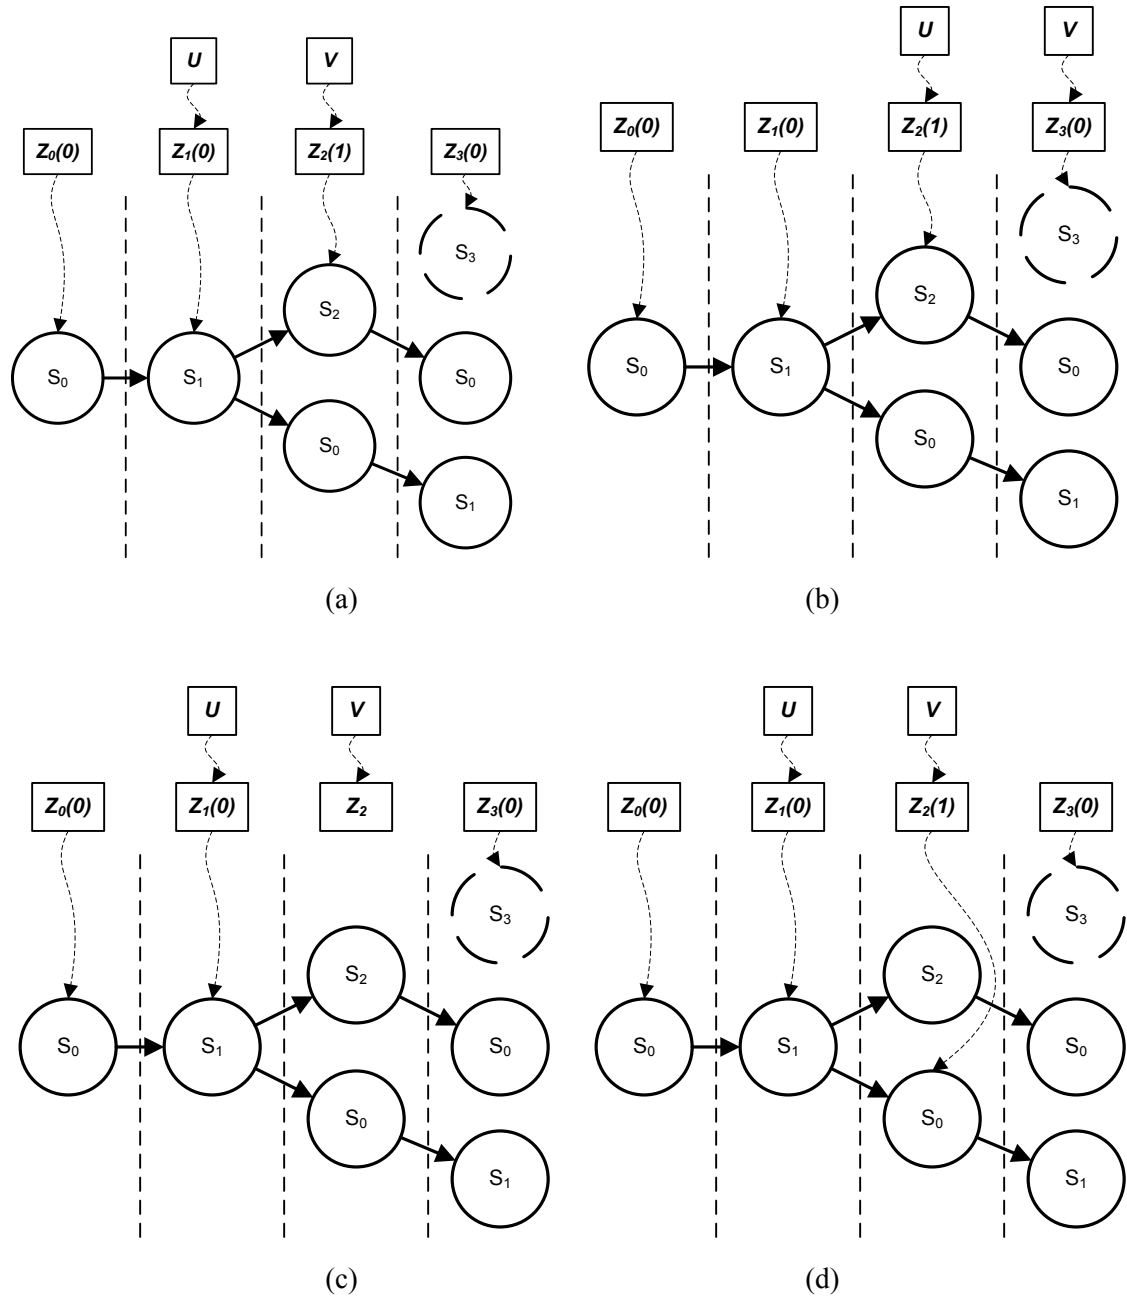 U V
Z₀(0) Z₁(0) Z₂(1) Z₃(0)
S₃
S₂
S₀ S₁ S₀
S₀
S₁
(a)
U V
Z₀(0) Z₁(0) Z₂(1) Z₃(0)
S₃
S₂
S₀ S₁ S₀
S₀
S₁
(b)
U V
Z₀(0) Z₁(0) Z₂ Z₃(0)
S₃
S₂
S₀ S₁ S₀
S₀
S₁
(c)
U V
Z₀(0) Z₁(0) Z₂(1) Z₃(0)
S₃
S₂
S₀ S₁ S₀
S₀
S₁
(d)